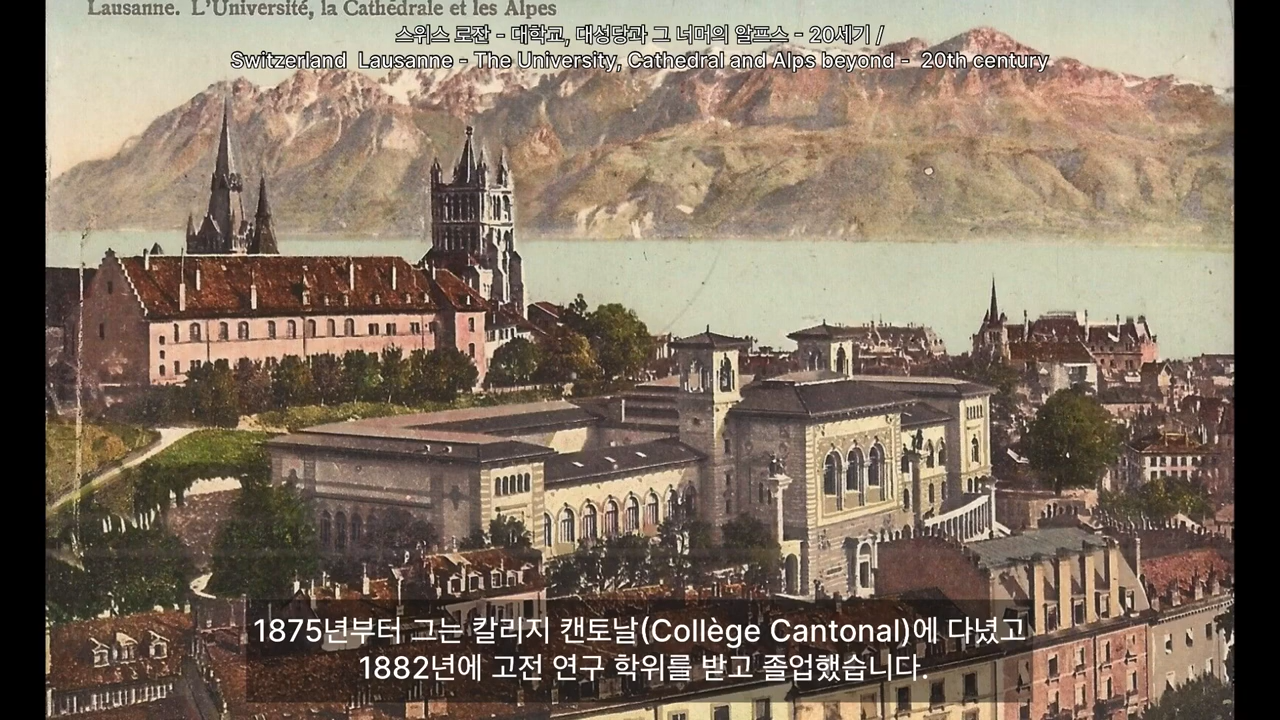 Lausanne. L'Université, la Cathédrale et les Alpes
스위스 로잔 - 대학교, 대성당과 그 너머의 알프스 - 20세기 /
Switzerland Lausanne - The University, Cathedral and Alps beyond - 20th century
1875년부터 그는 칼리지 캔토날(Collège Cantonal)에 다녔고
1882년에 고전 연구 학위를 받고 졸업했습니다.